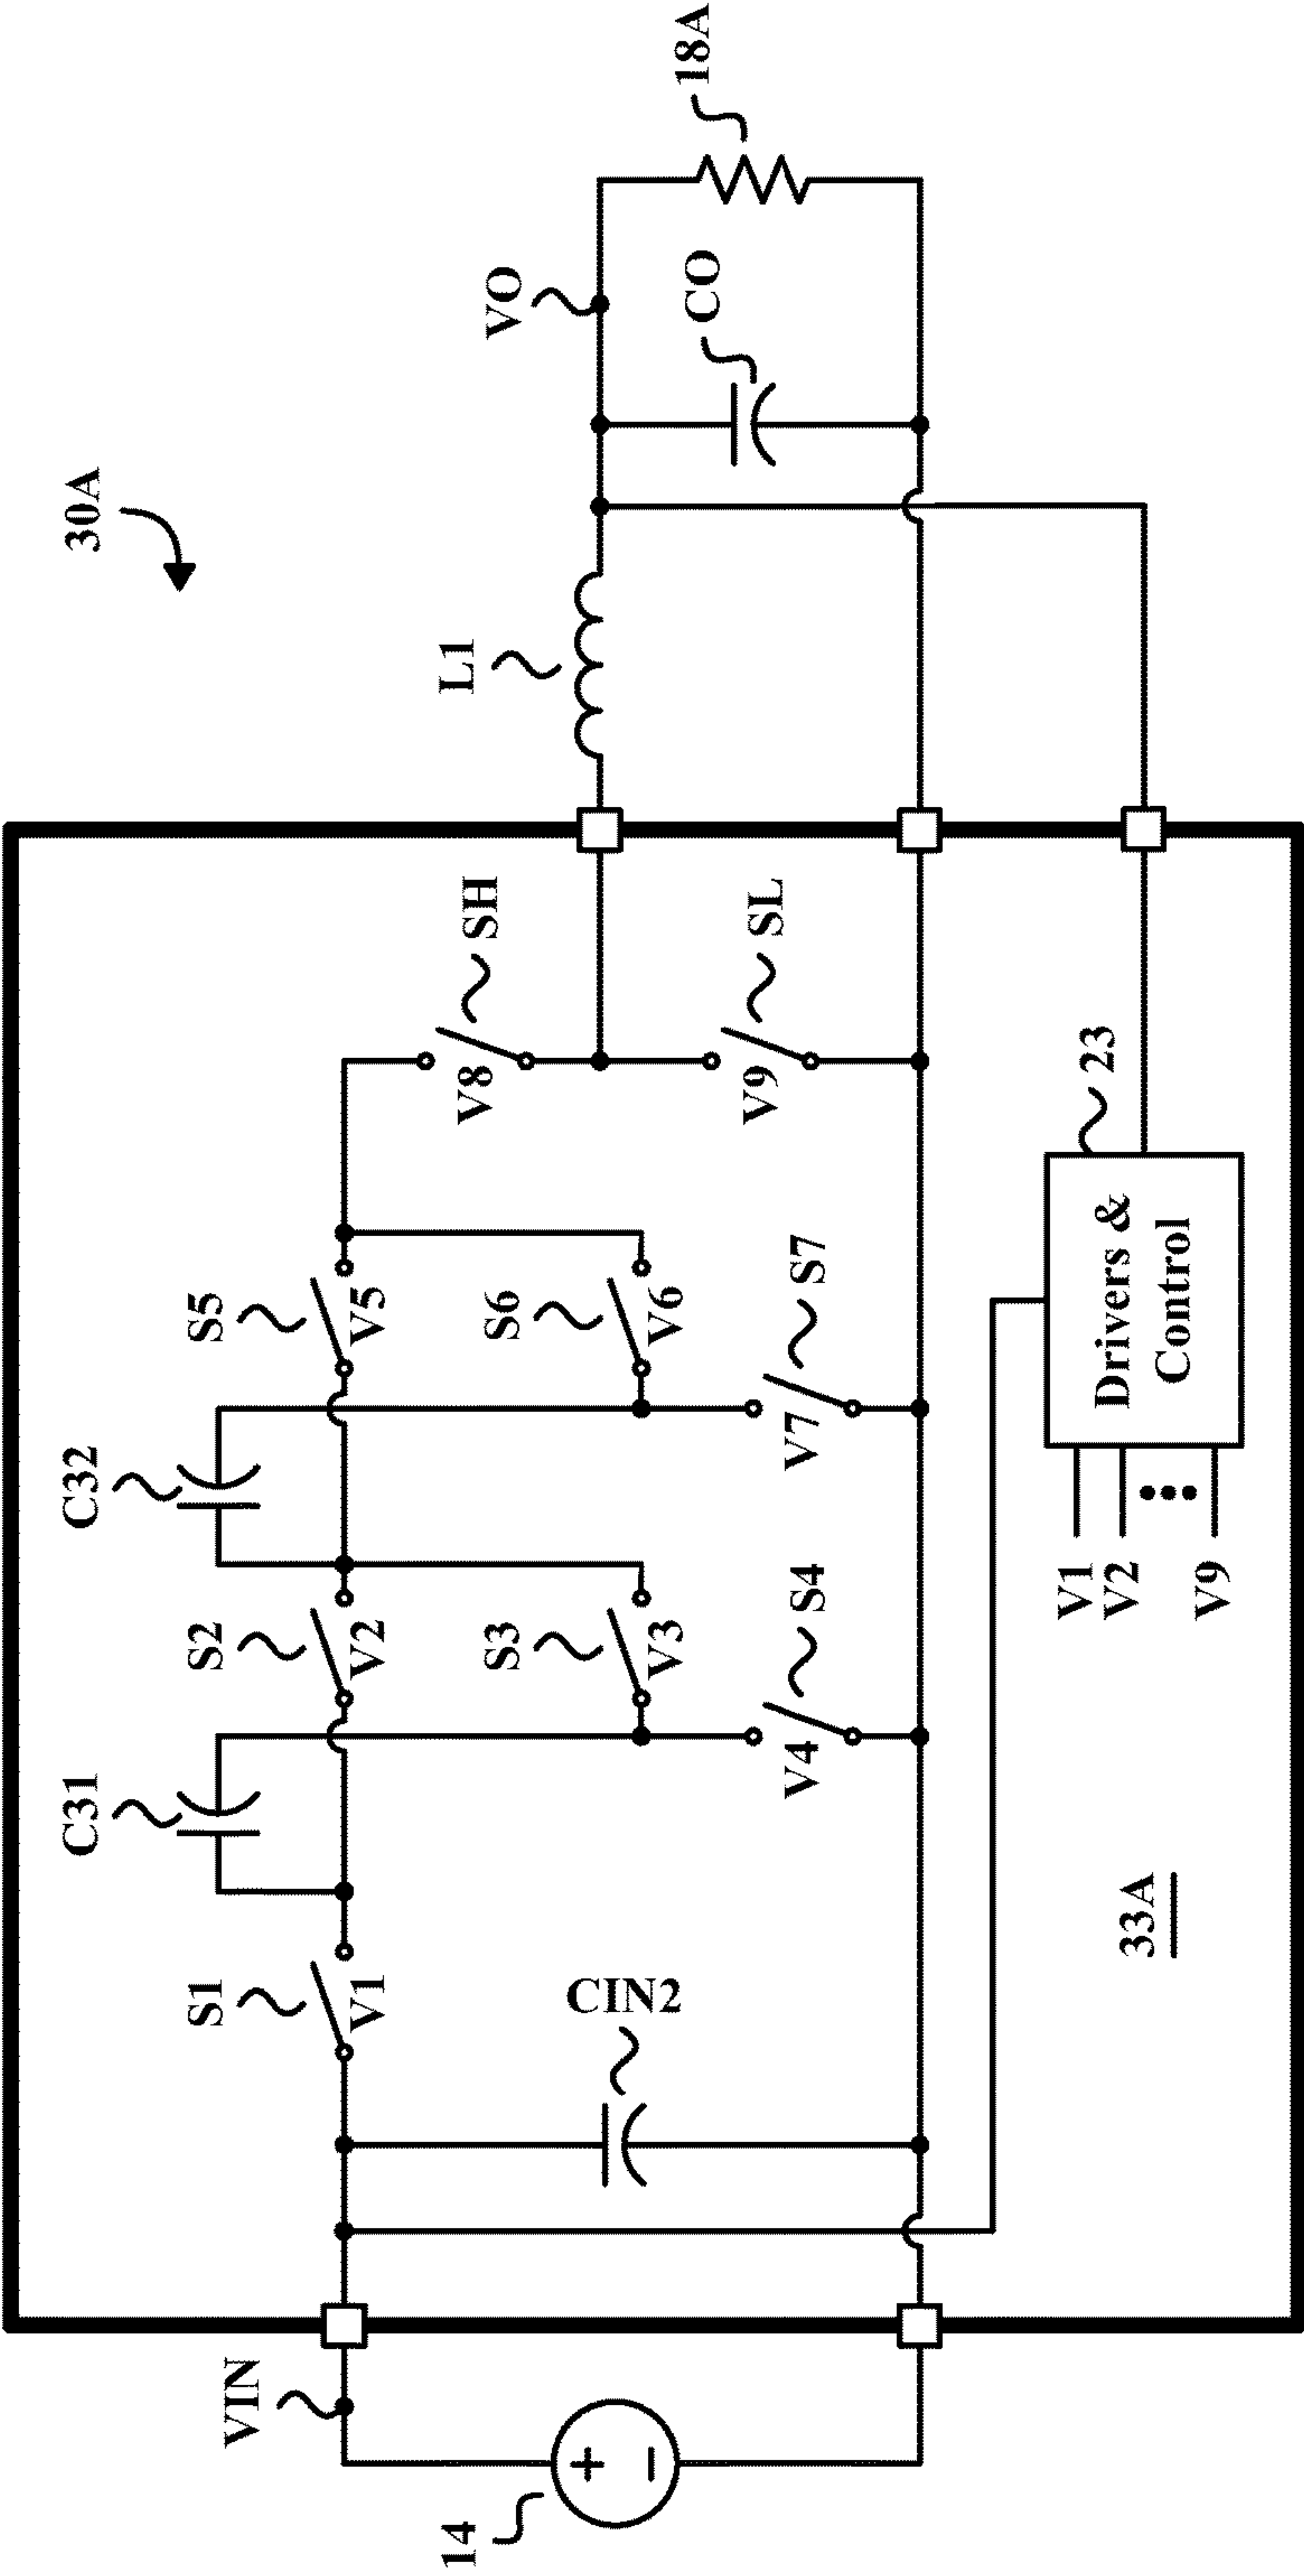 30A
C31
C32
S1
S2
S5
V1
V2
V5
S3
S6
V3
V6
SH
V8
L1
VO
VIN
14
CIN2
S4
V4
S7
V7
SL
V9
CO
18A
23
Drivers &
Control
V1
V2
V9
33A
+
−